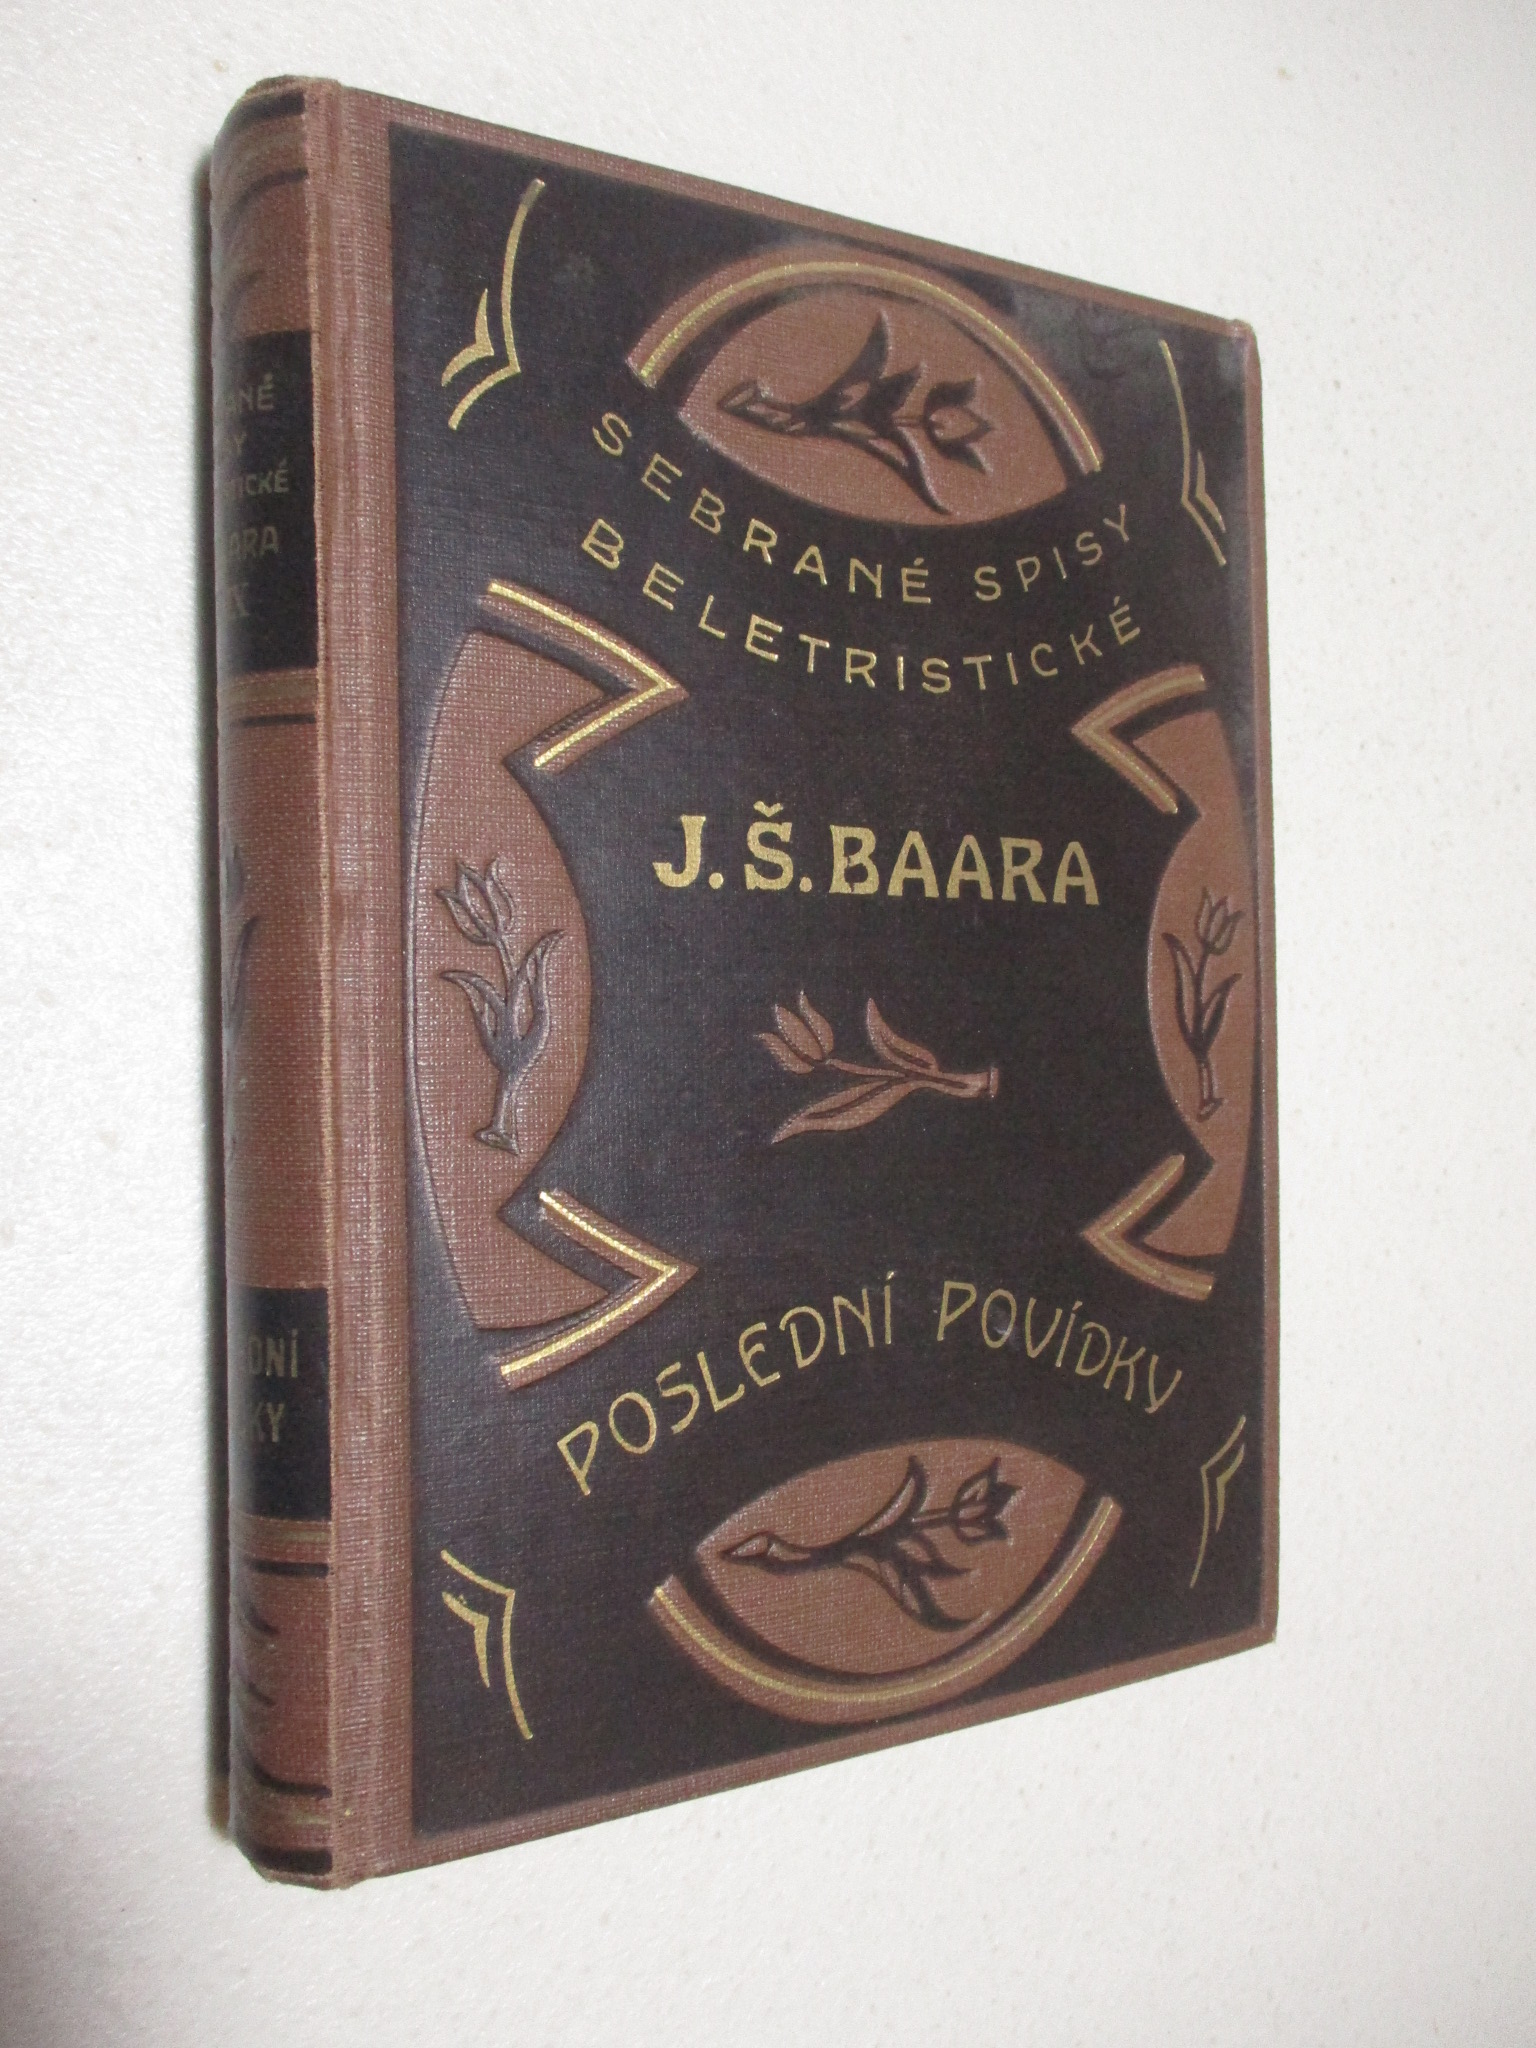 SEBRANÉ SPISY
BELETRISTICKÉ
J. Š. BAARA
POSLEDNÍ POVÍDKY